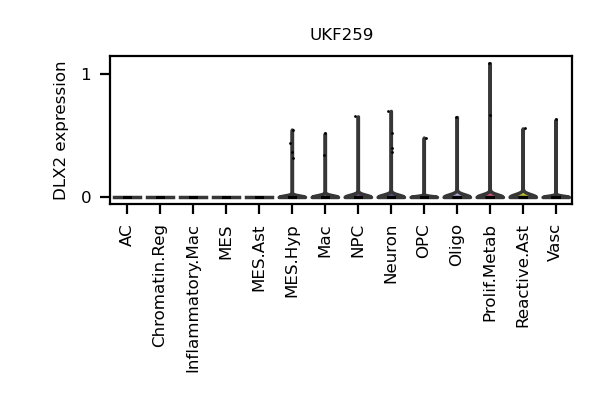 UKF259
DLX2 expression
1
0
AC
Chromatin.Reg
Inflammatory.Mac
MES
MES.Ast
MES.Hyp
Mac
NPC
Neuron
OPC
Oligo
Prolif.Metab
Reactive.Ast
Vasc